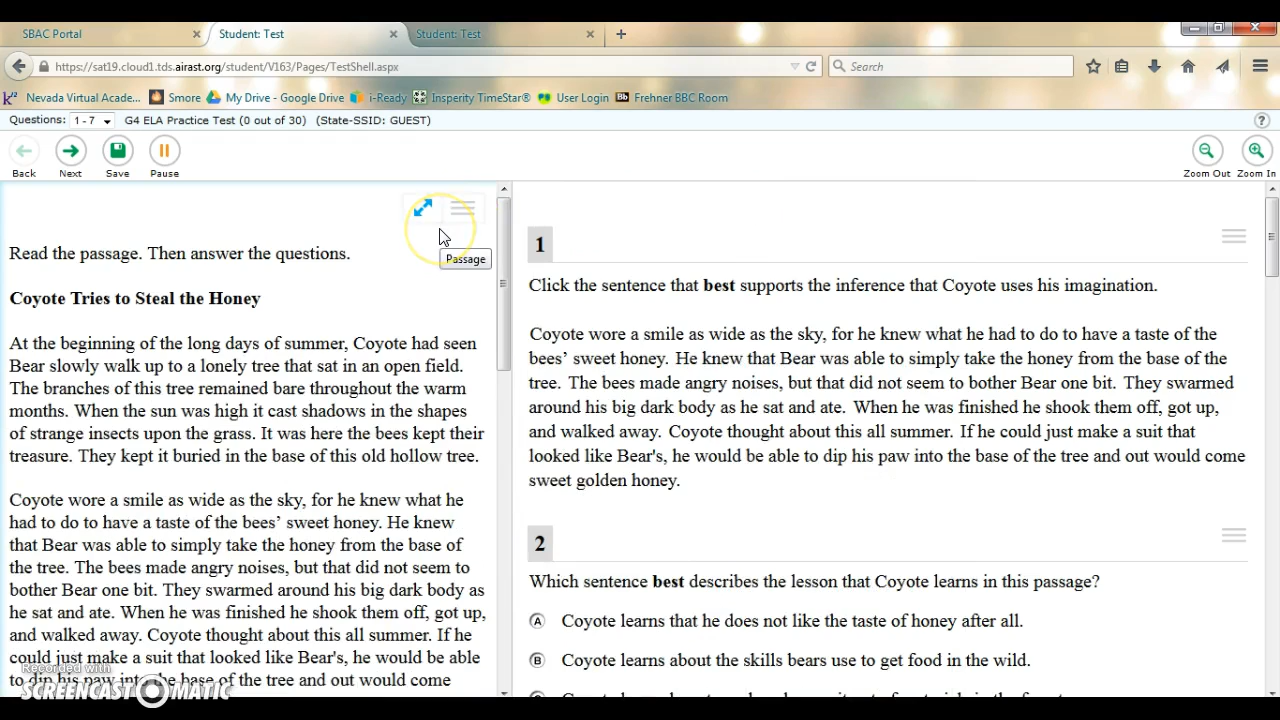 SBAC Portal
Student: Test
Student: Test
https://sat19.cloud1.tds.airast.org/student/V163/Pages/TestShell.aspx
Search
Nevada Virtual Acade...
Smore
My Drive - Google Drive
i-Ready
Insperity TimeStar®
User Login
Bb Frehner BBC Room
Questions: 1 - 7
G4 ELA Practice Test (0 out of 30)
(State-SSID: GUEST)
Back
Next
Save
Pause
Zoom Out
Zoom In
Passage
Read the passage. Then answer the questions.
Coyote Tries to Steal the Honey
At the beginning of the long days of summer, Coyote had seen
Bear slowly walk up to a lonely tree that sat in an open field.
The branches of this tree remained bare throughout the warm
months. When the sun was high it cast shadows in the shapes
of strange insects upon the grass. It was here the bees kept their
treasure. They kept it buried in the base of this old hollow tree.
Coyote wore a smile as wide as the sky, for he knew what he
had to do to have a taste of the bees’ sweet honey. He knew
that Bear was able to simply take the honey from the base of
the tree. The bees made angry noises, but that did not seem to
bother Bear one bit. They swarmed around his big dark body as
he sat and ate. When he was finished he shook them off, got up,
and walked away. Coyote thought about this all summer. If he
could just make a suit that looked like Bear's, he would be able
to dip his paw into the base of the tree and out would come
Recorded with
SCREENCAST-O-MATIC
1
Click the sentence that best supports the inference that Coyote uses his imagination.
Coyote wore a smile as wide as the sky, for he knew what he had to do to have a taste of the
bees’ sweet honey. He knew that Bear was able to simply take the honey from the base of the
tree. The bees made angry noises, but that did not seem to bother Bear one bit. They swarmed
around his big dark body as he sat and ate. When he was finished he shook them off, got up,
and walked away. Coyote thought about this all summer. If he could just make a suit that
looked like Bear's, he would be able to dip his paw into the base of the tree and out would come
sweet golden honey.
2
Which sentence best describes the lesson that Coyote learns in this passage?
A Coyote learns that he does not like the taste of honey after all.
B Coyote learns about the skills bears use to get food in the wild.